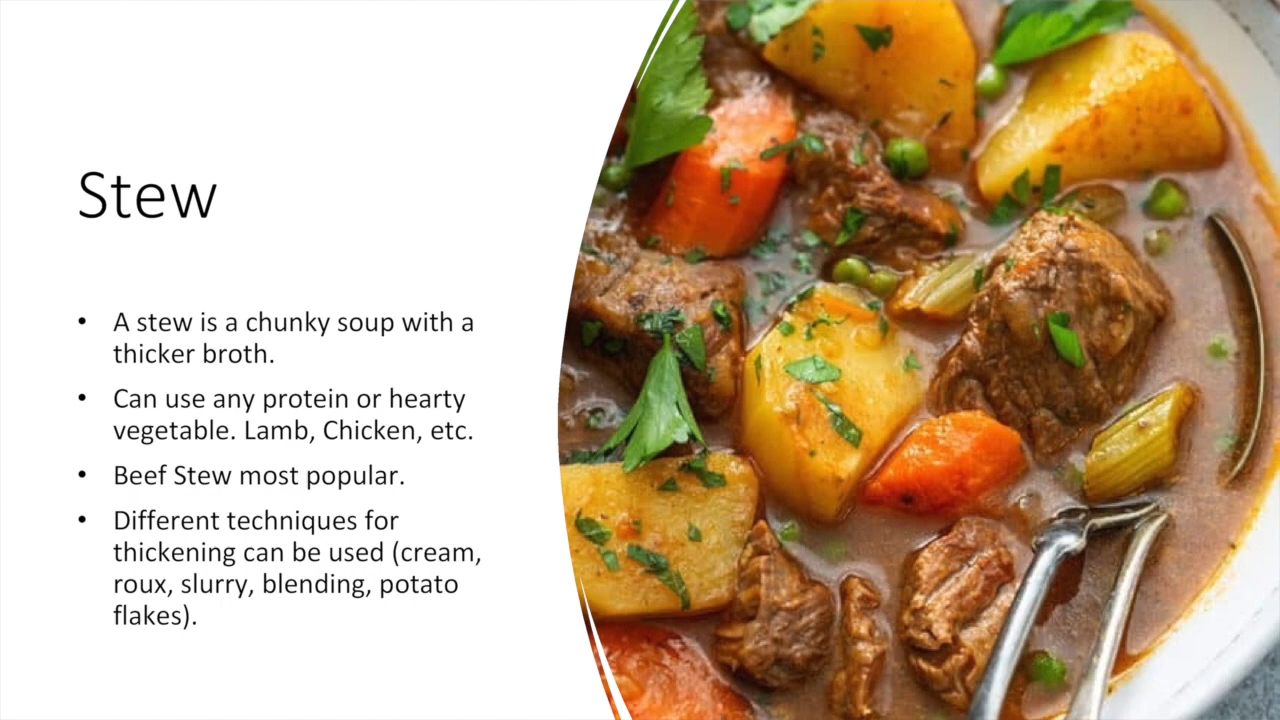 Stew
• A stew is a chunky soup with a
thicker broth.
• Can use any protein or hearty
vegetable. Lamb, Chicken, etc.
• Beef Stew most popular.
• Different techniques for
thickening can be used (cream,
roux, slurry, blending, potato
flakes).